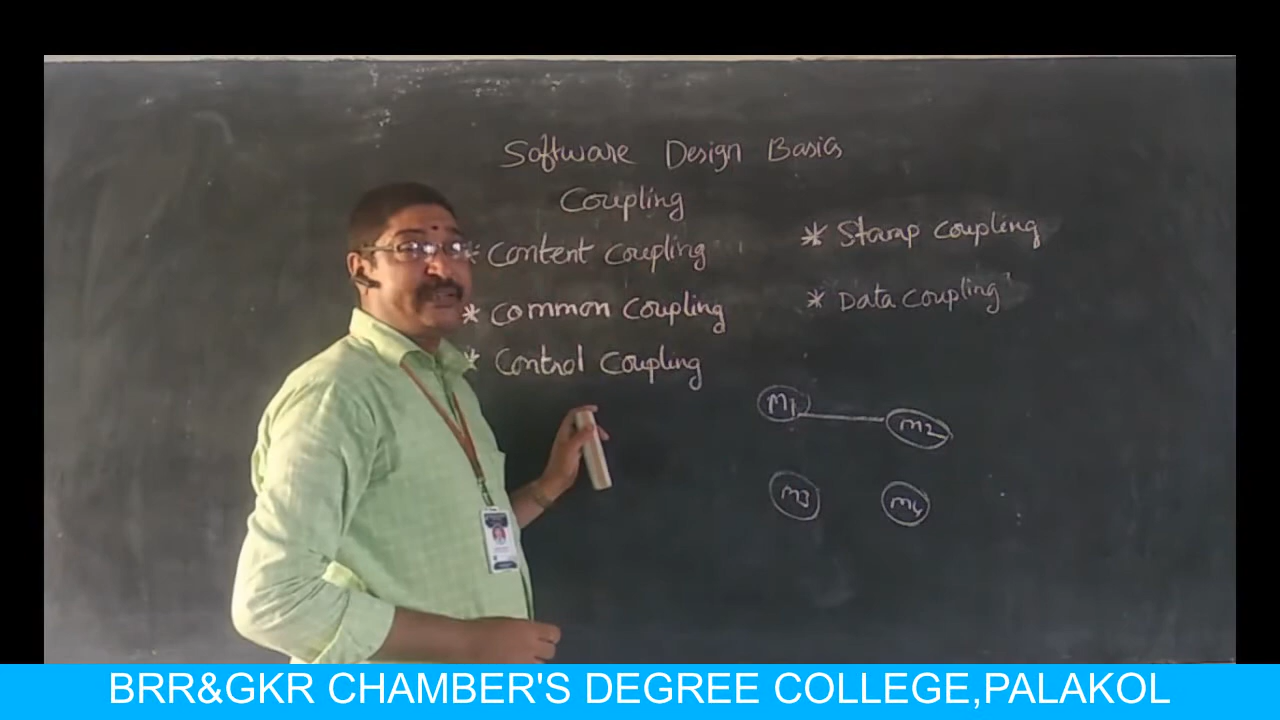 Software Design Basics
Coupling
* Content coupling
* Common Coupling
* Control Coupling
* Stamp coupling
* Data coupling
M1
M2
M3
M4
BRR&GKR CHAMBER'S DEGREE COLLEGE,PALAKOL